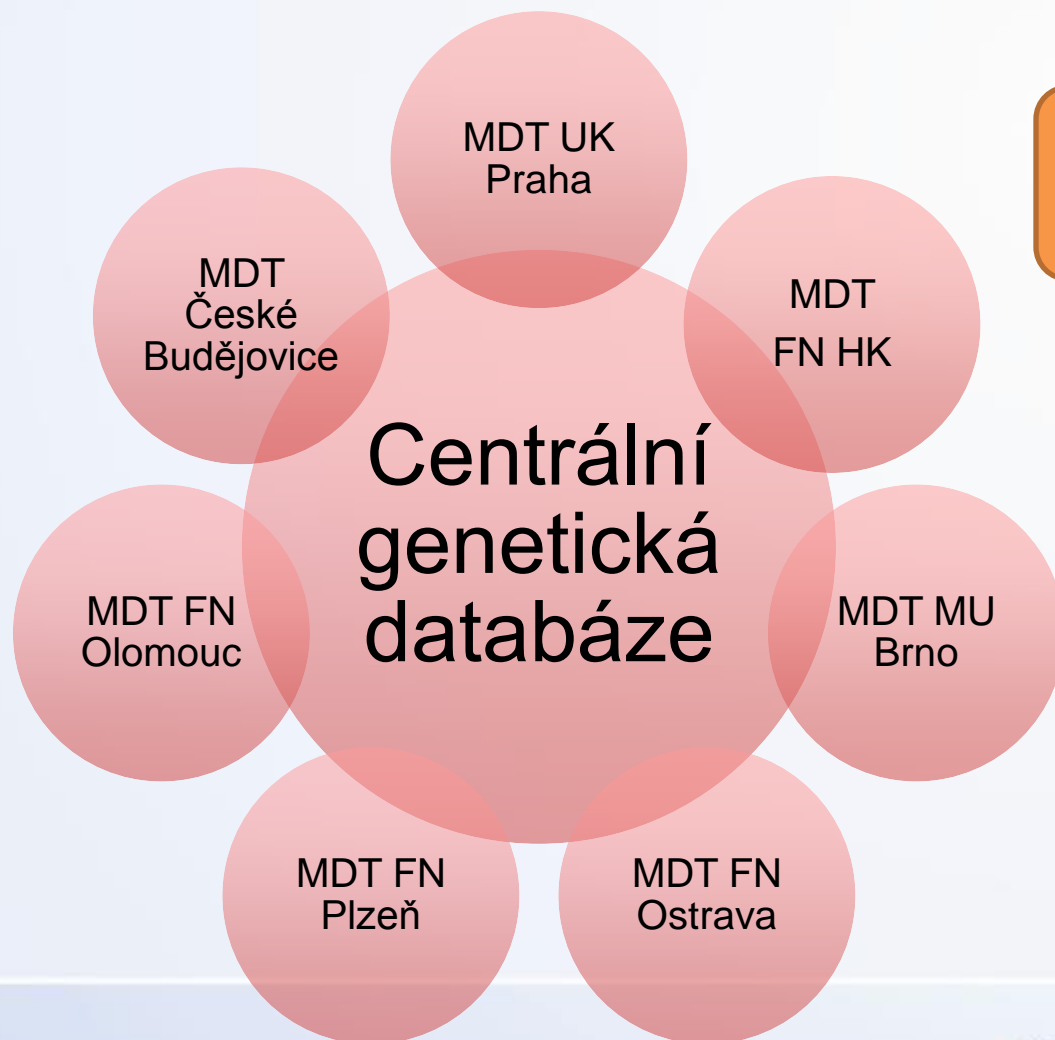 MDT UK
Praha
MDT
FN HK
MDT MU
Brno
MDT FN
Ostrava
MDT FN
Plzeň
MDT FN
Olomouc
MDT
České
Budějovice
Centrální
genetická
databáze